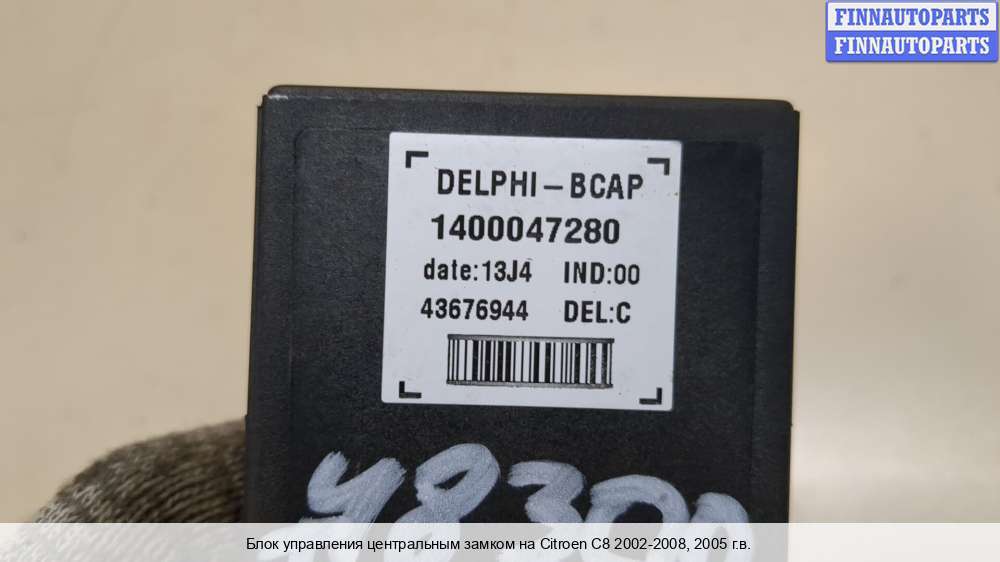 FINNAUTOPARTS
FINNAUTOPARTS
DELPHI-BCAP
1400047280
date:13J4 IND:00
43676944 DEL:C
Блок управления центральным замком на Citroen C8 2002-2008, 2005 г.в.